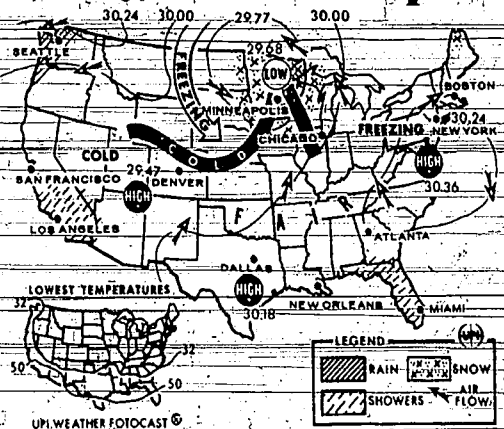 30.24 30.00 29.77 30.00
SEATTLE
29.68
LOW
FREEZING
MINNEAPOLIS
BOSTON
30.24
NEW YORK
FREEZING
CHICAGO
COLD
COLD
HIGH
30.36
SAN FRANCISCO
29.47
DENVER
HIGH
FAIR
LOS ANGELES
ATLANTA
DALLAS
LOWEST TEMPERATURES
HIGH
30.18
NEW ORLEANS
MIAMI
32
32
50
50
UPI
LEGEND
RAIN
SNOW
SHOWERS
AIR
FLOW
UPI WEATHER FOTOCAST ®